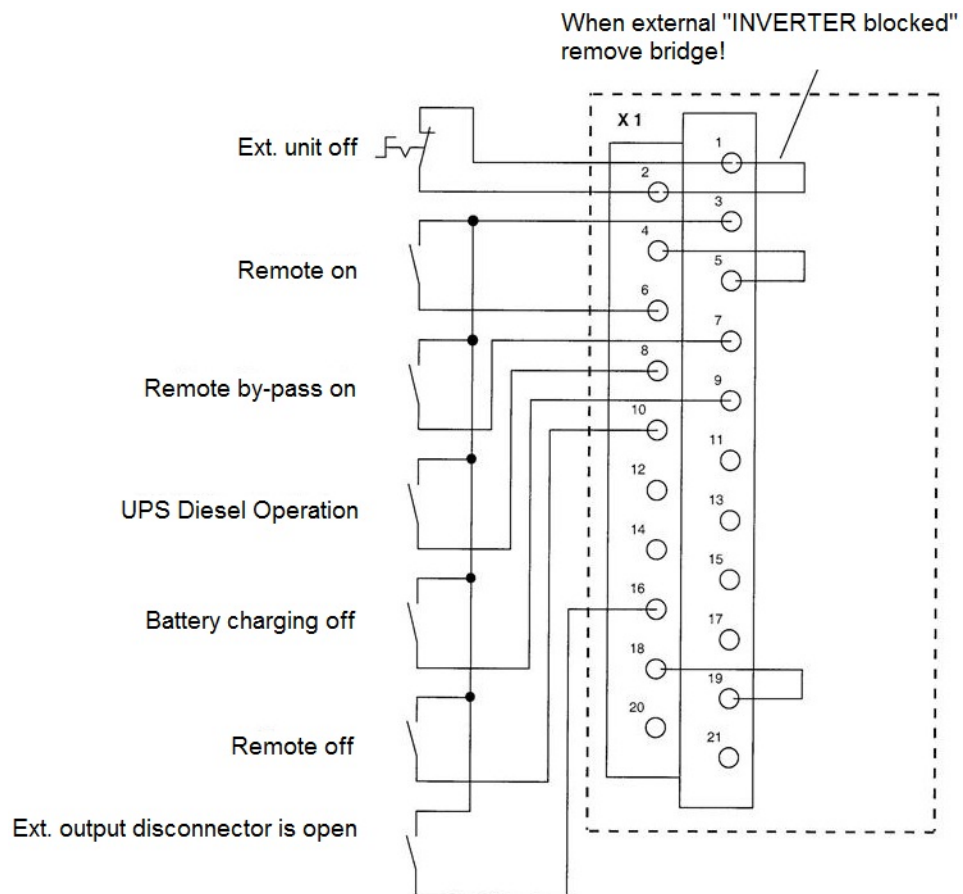 When external "INVERTER blocked"
remove bridge!
X 1
Ext. unit off
1
2
3
4
Remote on
5
6
7
8
Remote by-pass on
9
10
11
12
UPS Diesel Operation
13
14
15
16
Battery charging off
17
18
19
20
Remote off
21
Ext. output disconnector is open